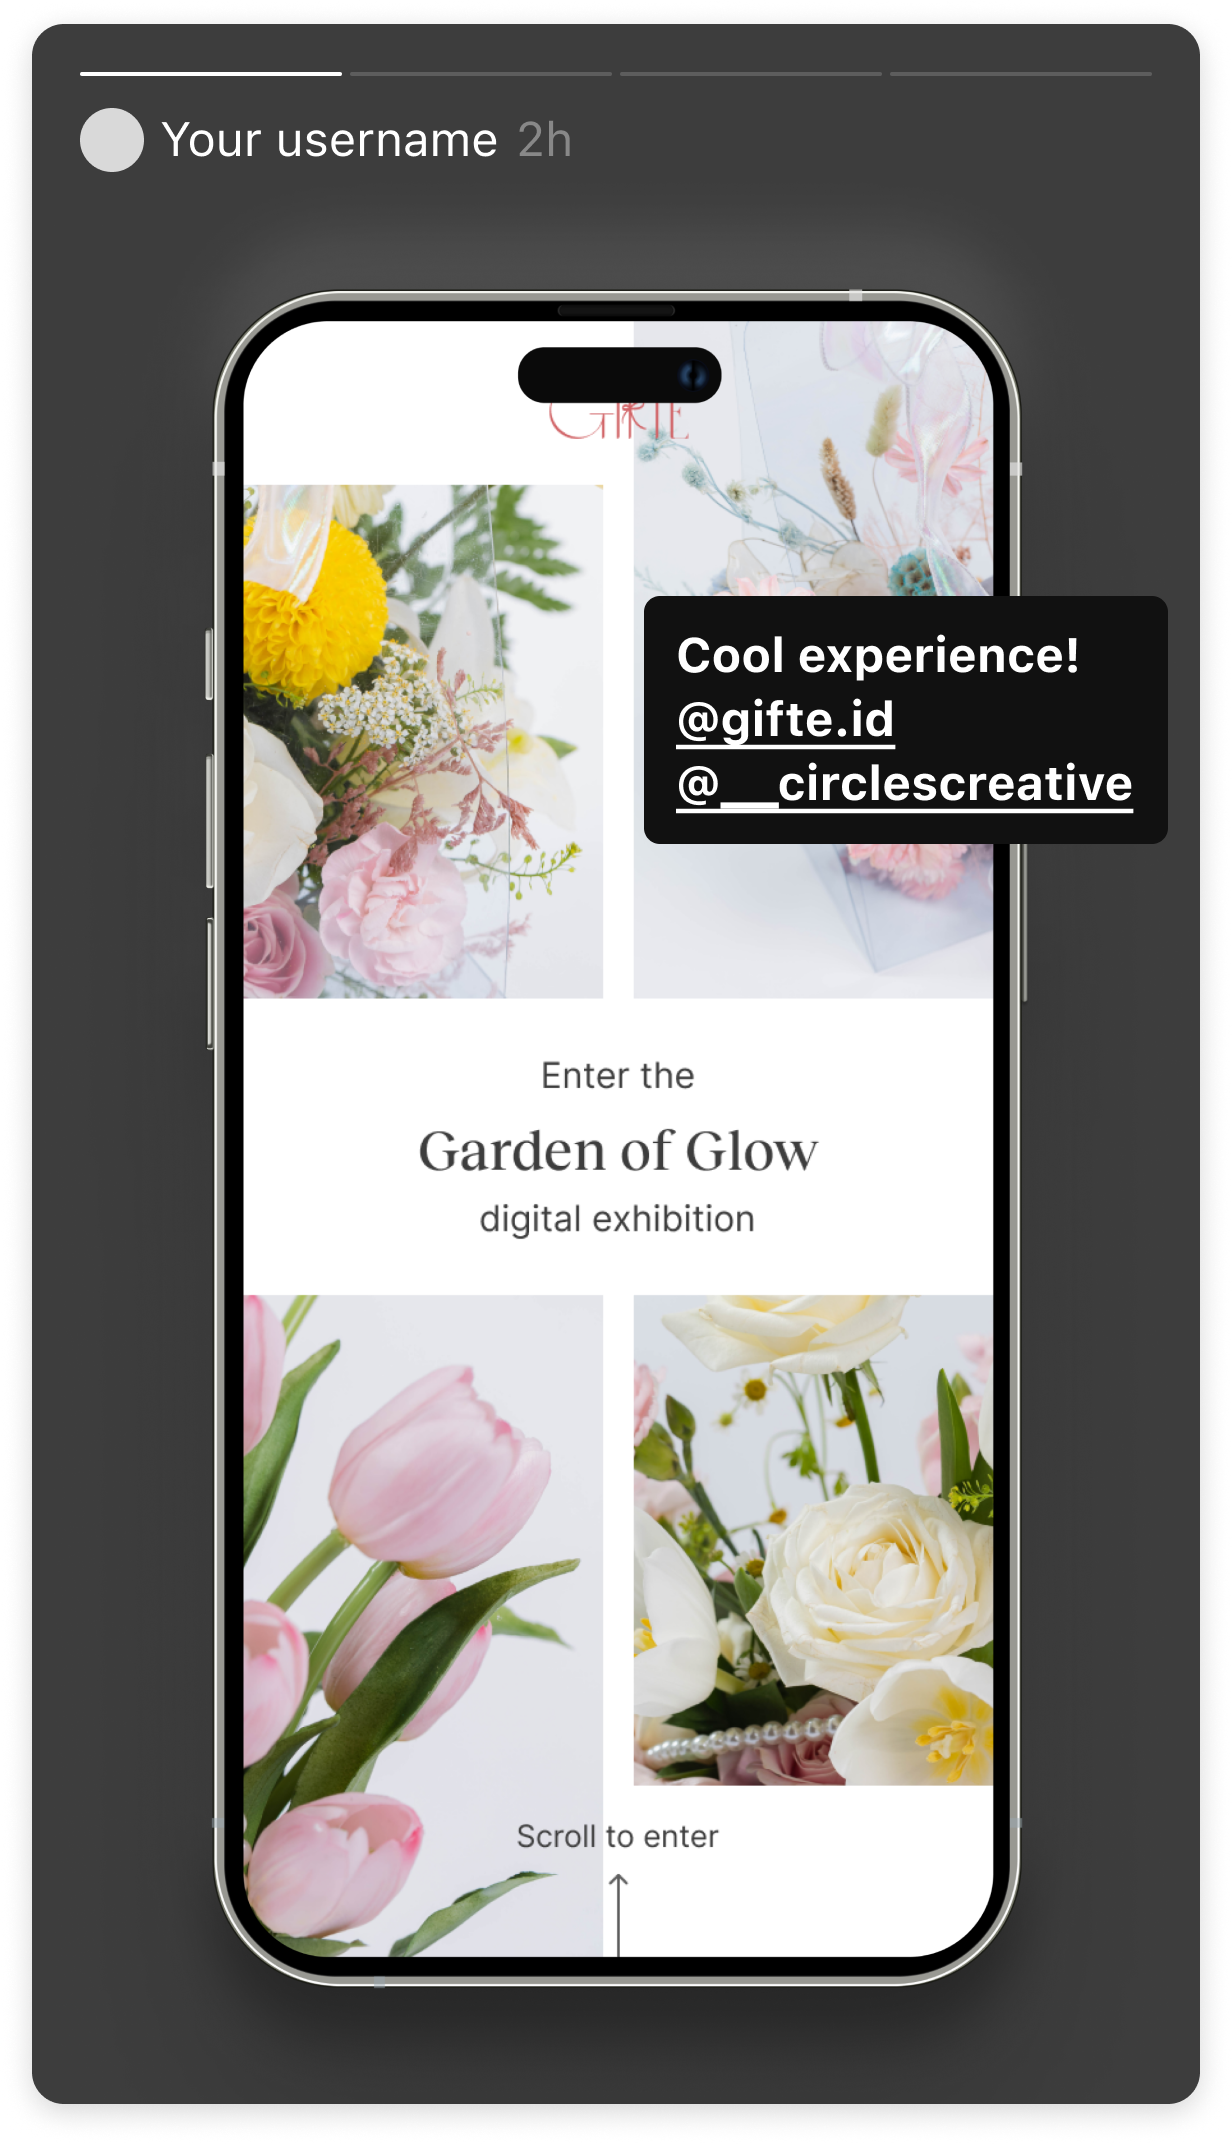 Your username 2h
GIFTE
Cool experience!
@gifte.id
@__circlescreative
Enter the
Garden of Glow
digital exhibition
Scroll to enter